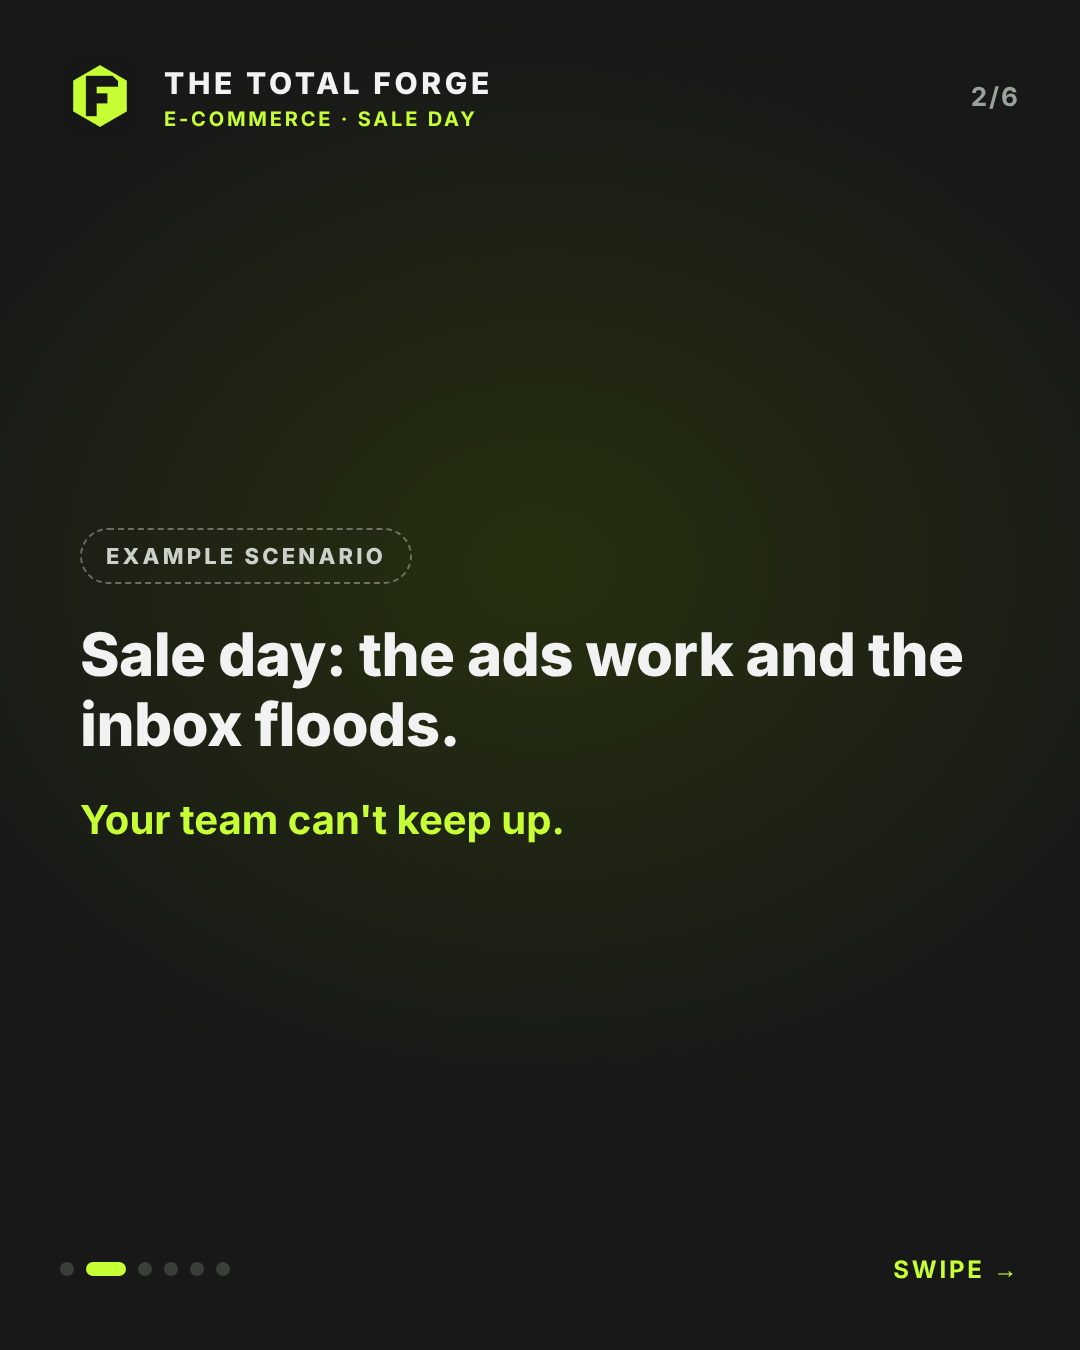 THE TOTAL FORGE
E-COMMERCE · SALE DAY
2/6
EXAMPLE SCENARIO
Sale day: the ads work and the
inbox floods.
Your team can't keep up.
SWIPE →